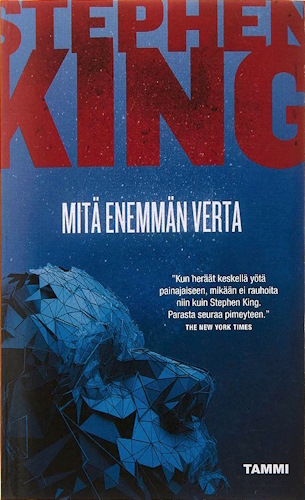 STEPHEN
KING
MITÄ ENEMMÄN VERTA
"Kun heräät keskellä yötä
painajaiseen, mikään ei rauhoita
niin kuin Stephen King.
Parasta seuraa pimeyteen."
THE NEW YORK TIMES
TAMMI